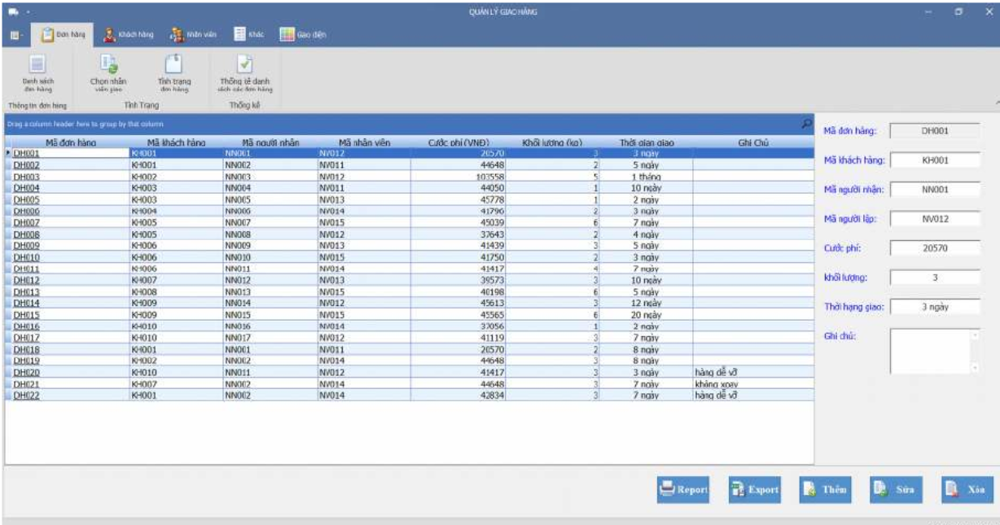 QUẢN LÝ GIAO HÀNG
Đơn hàng Khách hàng Nhân viên Khác Giao diện
Danh sách đơn hàng Chọn nhân viên giao Tình trạng đơn hàng Thống kê danh sách các đơn hàng
Thông tin đơn hàng Tình Trạng Thống kê
Drag a column header here to group by that column
Mã đơn hàng Mã khách hàng Mã người nhận Mã nhân viên Cước phí (VNĐ) Khối lượng (kg) Thời gian giao Ghi Chú
DH001 KH001 NN001 NV012 20570 3 3 ngày
DH002 KH001 NN002 NV011 44648 2 5 ngày
DH003 KH002 NN003 NV012 103558 5 1 tháng
DH004 KH003 NN004 NV011 44050 1 10 ngày
DH005 KH003 NN005 NV013 45778 1 2 ngày
DH006 KH004 NN006 NV014 41796 2 3 ngày
DH007 KH005 NN007 NV015 45039 6 7 ngày
DH008 KH005 NN008 NV012 37643 2 4 ngày
DH009 KH006 NN009 NV013 41439 3 5 ngày
DH010 KH006 NN010 NV015 41750 2 3 ngày
DH011 KH006 NN011 NV014 41417 4 7 ngày
DH012 KH007 NN012 NV013 39573 3 10 ngày
DH013 KH008 NN013 NV015 40198 6 5 ngày
DH014 KH009 NN014 NV012 45613 3 12 ngày
DH015 KH009 NN015 NV015 45565 6 20 ngày
DH016 KH010 NN016 NV014 37056 1 2 ngày
DH017 KH010 NN017 NV012 41119 3 7 ngày
DH018 KH001 NN001 NV011 20570 2 8 ngày
DH019 KH002 NN002 NV014 44648 3 8 ngày
DH020 KH010 NN011 NV012 41417 3 3 ngày hàng dễ vỡ
DH021 KH007 NN002 NV014 44648 3 7 ngày không xoay
DH022 KH001 NN002 NV014 42834 3 7 ngày hàng dễ vỡ
Mã đơn hàng: DH001
Mã khách hàng: KH001
Mã người nhận: NN001
Mã người lập: NV012
Cước phí: 20570
khối lượng: 3
Thời hạng giao: 3 ngày
Ghi chú:
Report Export Thêm Sửa Xóa